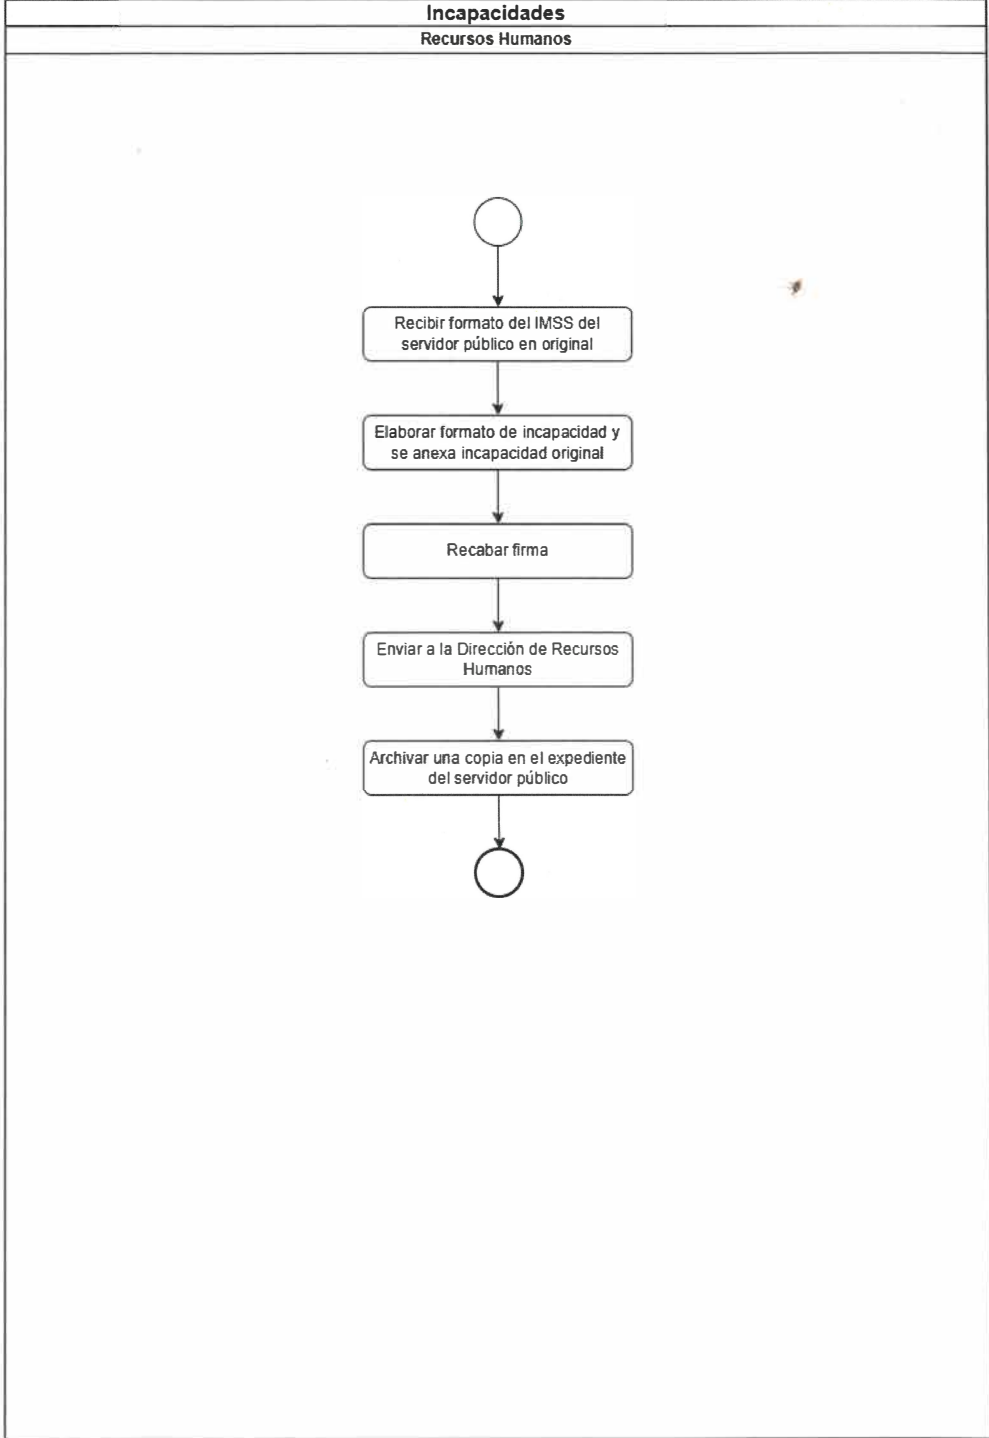 Incapacidades
Recursos Humanos
Recibir formato del IMSS del
servidor público en original
Elaborar formato de incapacidad y
se anexa incapacidad original
Recabar firma
Enviar a la Dirección de Recursos
Humanos
Archivar una copia en el expediente
del servidor público